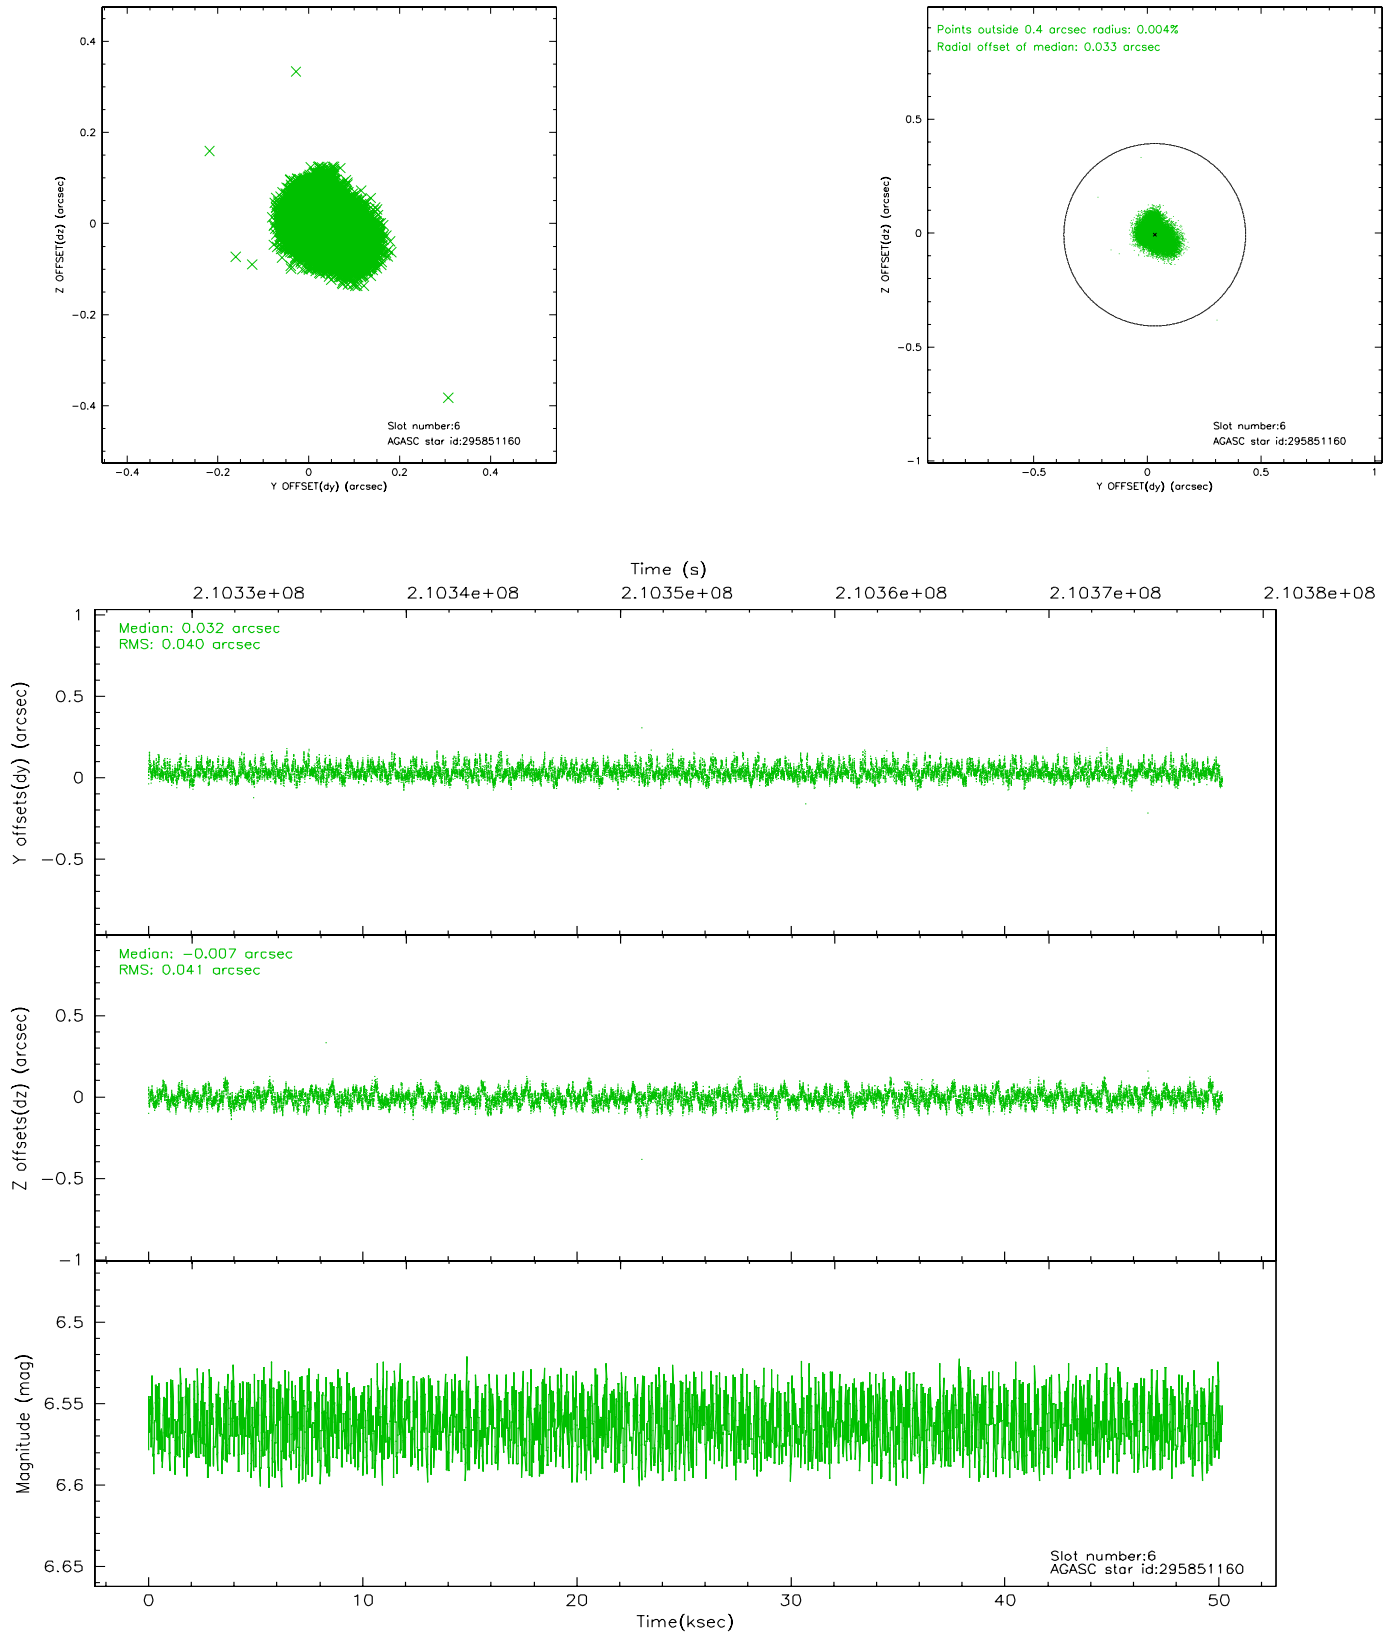 0.4
0.2
0
−0.2
−0.4
Z OFFSET(dz) (arcsec)
Slot number:6
AGASC star id:295851160
−0.4 −0.2 0 0.2 0.4
Y OFFSET(dy) (arcsec)
Points outside 0.4 arcsec radius: 0.004%
Radial offset of median: 0.033 arcsec
0.5
0
−0.5
−1
Z OFFSET(dz) (arcsec)
Slot number:6
AGASC star id:295851160
−0.5 0 0.5 1
Y OFFSET(dy) (arcsec)
Time (s)
2.1033e+08 2.1034e+08 2.1035e+08 2.1036e+08 2.1037e+08 2.1038e+08
Median: 0.032 arcsec
RMS: 0.040 arcsec
1
0.5
0
−0.5
Y offsets(dy) (arcsec)
Median: −0.007 arcsec
RMS: 0.041 arcsec
0.5
0
−0.5
−1
Z offsets(dz) (arcsec)
6.5
6.55
6.6
6.65
Magnitude (mag)
Slot number:6
AGASC star id:295851160
0 10 20 30 40 50
Time(ksec)